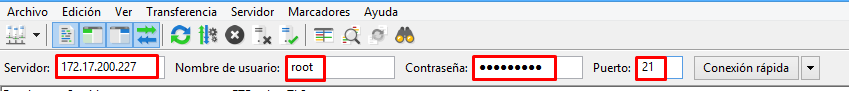 Archivo Edición Ver Transferencia Servidor Marcadores Ayuda
Servidor: 172.17.200.227 Nombre de usuario: root Contraseña: ●●●●●●●●● Puerto: 21 Conexión rápida